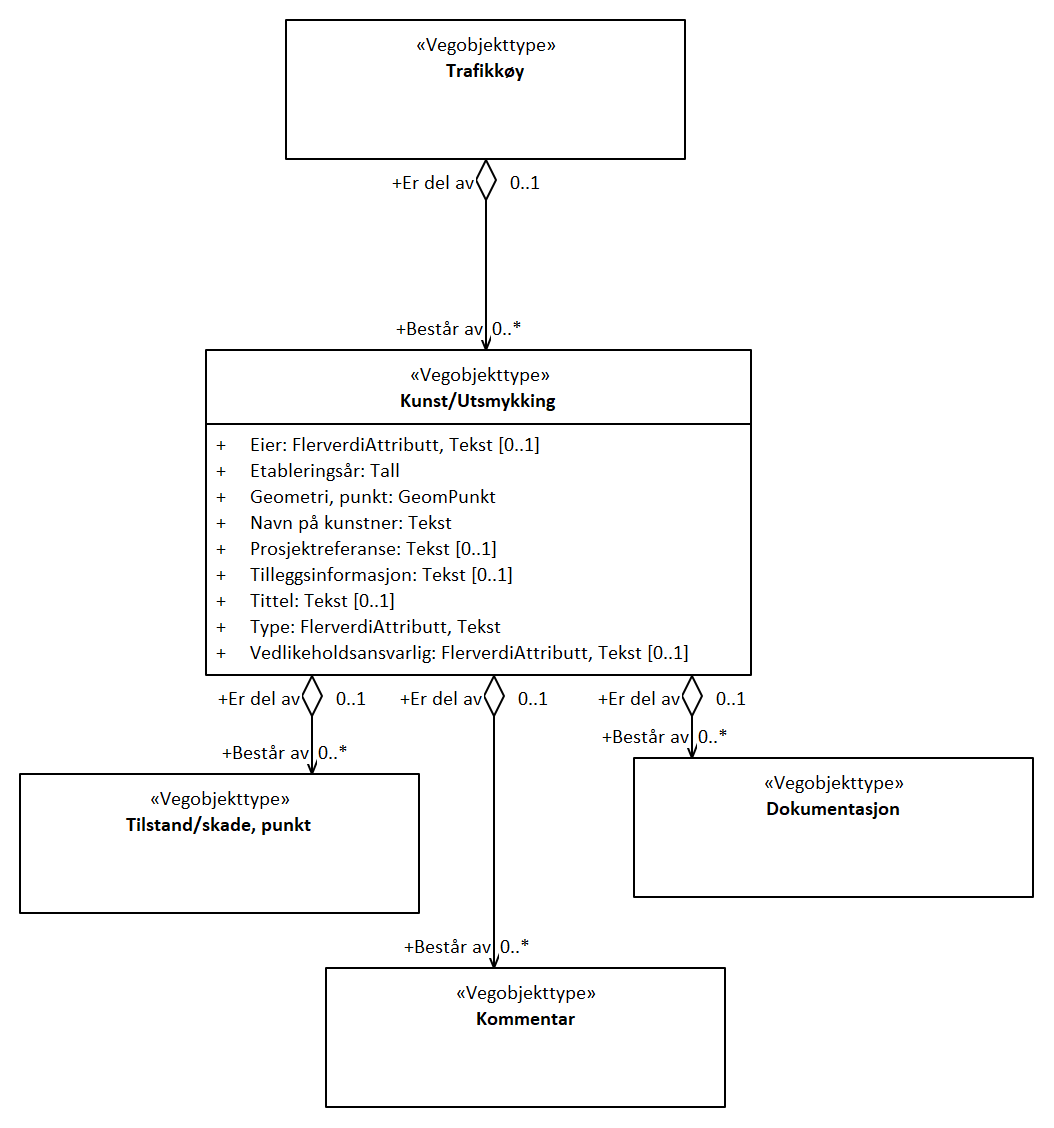 «Vegobjekttype»
Trafikkøy
+Er del av 0..1
+Består av 0..*
«Vegobjekttype»
Kunst/Utsmykking
+ Eier: FlerverdiAttributt, Tekst [0..1]
+ Etableringsår: Tall
+ Geometri, punkt: GeomPunkt
+ Navn på kunstner: Tekst
+ Prosjektreferanse: Tekst [0..1]
+ Tilleggsinformasjon: Tekst [0..1]
+ Tittel: Tekst [0..1]
+ Type: FlerverdiAttributt, Tekst
+ Vedlikeholdsansvarlig: FlerverdiAttributt, Tekst [0..1]
+Er del av 0..1 +Er del av 0..1 +Er del av 0..1
+Består av 0..*
+Består av 0..*
«Vegobjekttype»
Dokumentasjon
«Vegobjekttype»
Tilstand/skade, punkt
+Består av 0..*
«Vegobjekttype»
Kommentar